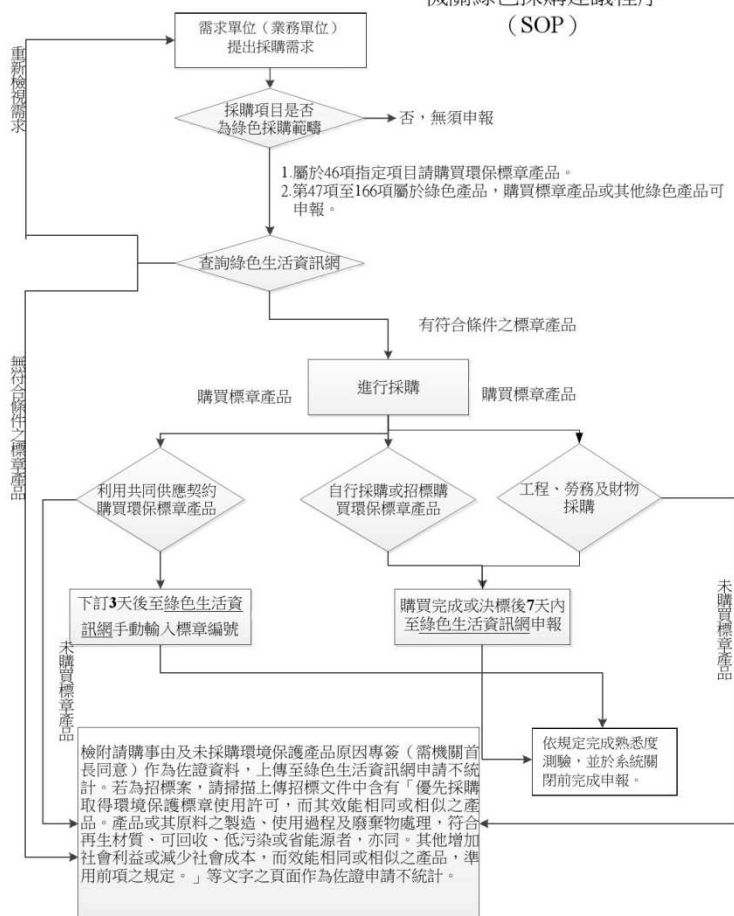 機關綠色採購建議程序
（SOP）
需求單位（業務單位）
提出採購需求
重新檢視需求
採購項目是否
為綠色採購範疇
否，無須申報
1.屬於46項指定項目請購買環保標章產品。
2.第47項至166項屬於綠色產品，購買標章產品或其他綠色產品可
申報。
查詢綠色生活資訊網
有符合條件之標章產品
無符合條件之標章產品
進行採購
購買標章產品
購買標章產品
利用共同供應契約
購買環保標章產品
自行採購或招標購
買環保標章產品
工程、勞務及財物
採購
下訂3天後至綠色生活資
訊網手動輸入標章編號
購買完成或決標後7天內
至綠色生活資訊網申報
未購買標章產品
未購買標章產品
依規定完成熟悉度
測驗，並於系統關
閉前完成申報。
檢附請購事由及未採購環境保護產品原因專簽（需機關首
長同意）作為佐證資料，上傳至綠色生活資訊網申請不統
計。若為招標案，請掃描上傳招標文件中含有「優先採購
取得環境保護標章使用許可，而其效能相同或相似之產
品。產品或其原料之製造、使用過程及廢棄物處理，符合
再生材質、可回收、低污染或省能源者，亦同。其他增加
社會利益或減少社會成本，而效能相同或相似之產品，準
用前項之規定。」等文字之頁面作為佐證申請不統計。